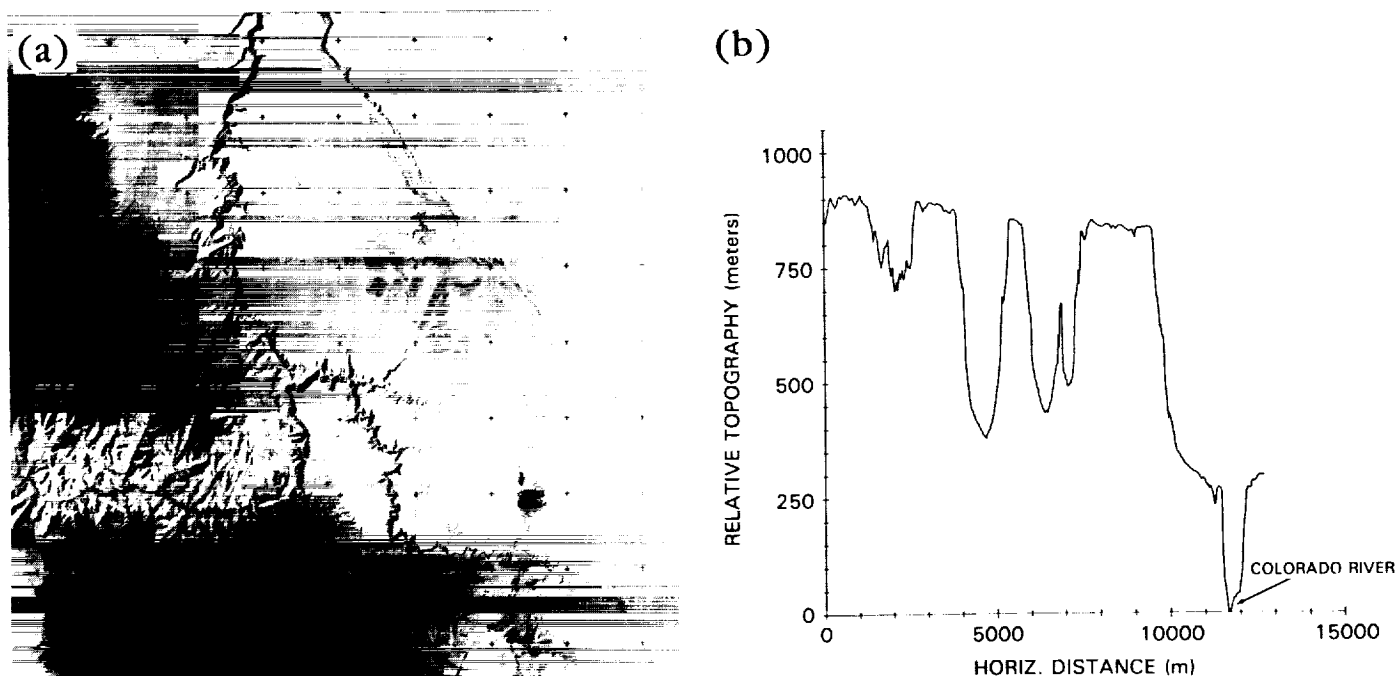 (a)
(b)
RELATIVE TOPOGRAPHY (meters)
1000
750
500
250
0
COLORADO RIVER
0
5000
10000
15000
HORIZ. DISTANCE (m)